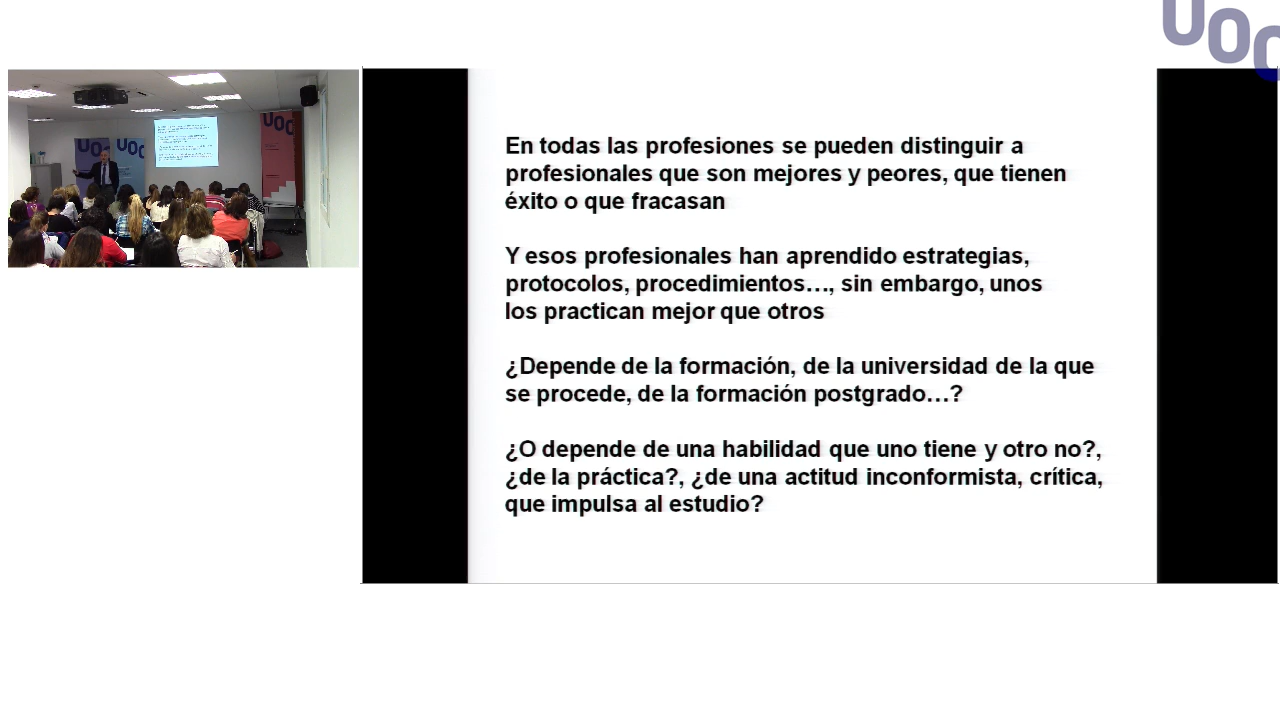 UOC
UOC
UOC
UOC
En todas las profesiones se pueden distinguir a
profesionales que son mejores y peores, que tienen
éxito o que fracasan
Y esos profesionales han aprendido estrategias,
protocolos, procedimientos…, sin embargo, unos
los practican mejor que otros
¿Depende de la formación, de la universidad de la que
se procede, de la formación postgrado…?
¿O depende de una habilidad que uno tiene y otro no?,
¿de la práctica?, ¿de una actitud inconformista, crítica,
que impulsa al estudio?